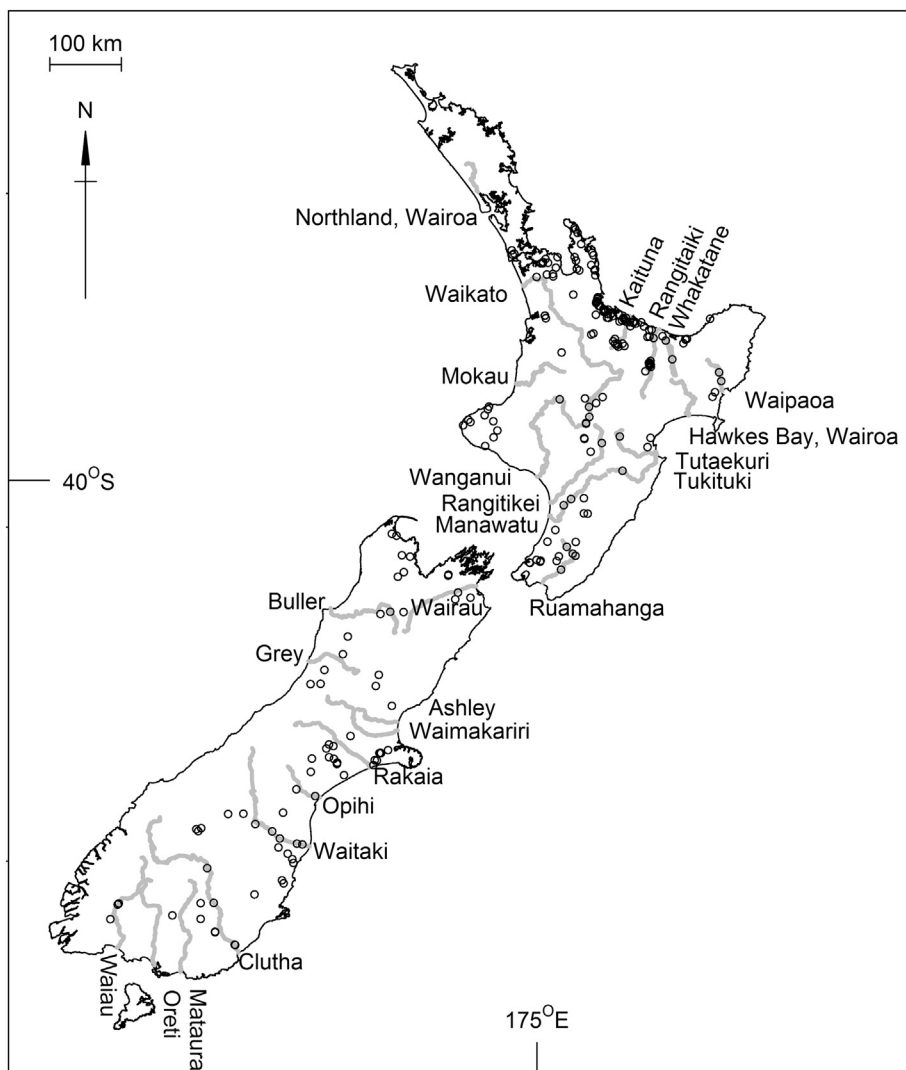 100 km
N
Northland, Wairoa
Waikato
Kaituna
Rangitaiki
Whakatane
Mokau
Waipaoa
Hawkes Bay, Wairoa
Tutaekuri
Tukituki
Wanganui
40°S
Rangitikei
Manawatu
Buller
Wairau
Ruamahanga
Grey
Ashley
Waimakariri
Rakaia
Opihi
Waitaki
Clutha
Waiau
Oreti
Mataura
175°E